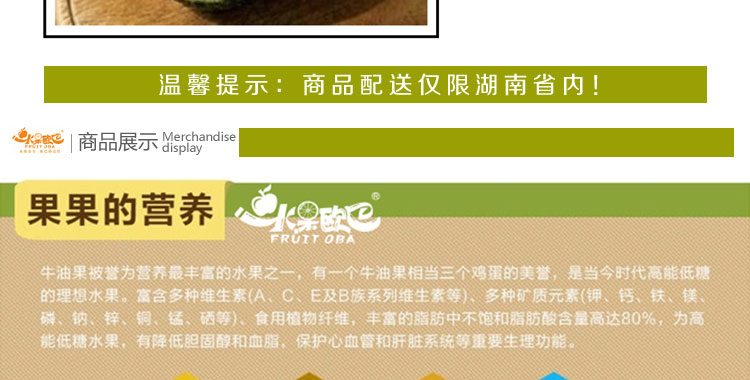 温馨提示：商品配送仅限湖南省内！
水果欧巴
FRUIT OBA
商品展示
Merchandise
display
果果的营养
水果欧巴®
FRUIT OBA
牛油果被誉为营养最丰富的水果之一，有一个牛油果相当三个鸡蛋的美誉，是当今时代高能低糖
的理想水果。富含多种维生素(A、C、E及B族系列维生素等)、多种矿质元素(钾、钙、铁、镁、
磷、钠、锌、铜、锰、硒等)、食用植物纤维，丰富的脂肪中不饱和脂肪酸含量高达80%，为高
能低糖水果，有降低胆固醇和血脂，保护心血管和肝脏系统等重要生理功能。